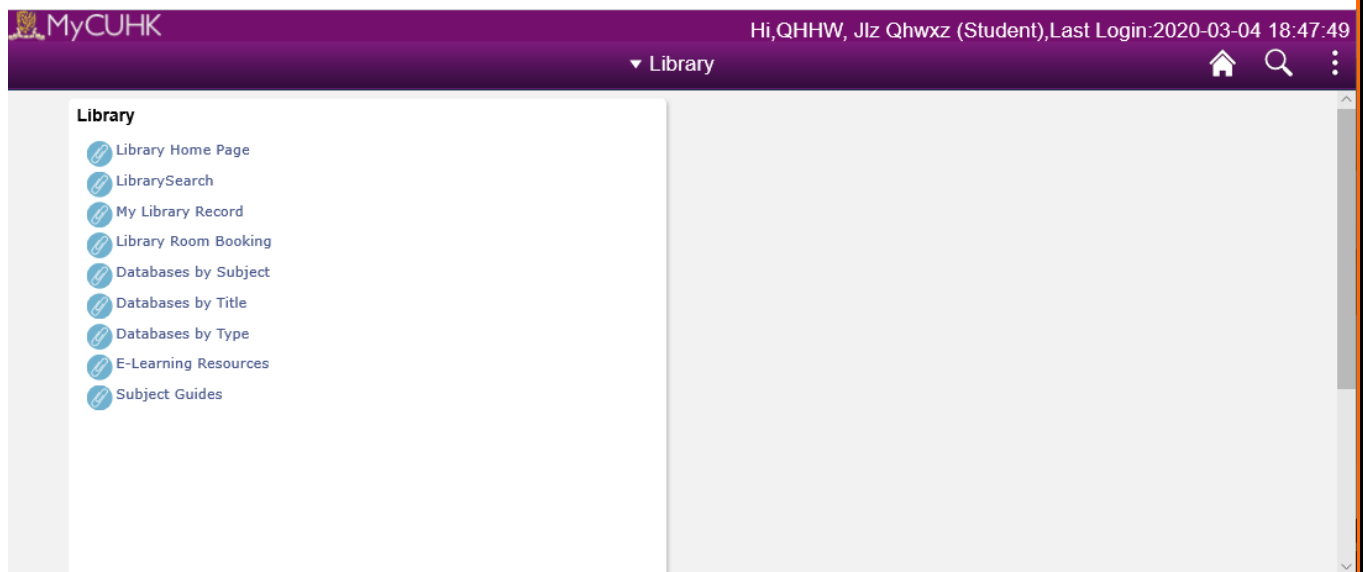 MyCUHK
Hi,QHHW, Jlz Qhwxz (Student),Last Login:2020-03-04 18:47:49
Library
Library
Library Home Page
LibrarySearch
My Library Record
Library Room Booking
Databases by Subject
Databases by Title
Databases by Type
E-Learning Resources
Subject Guides